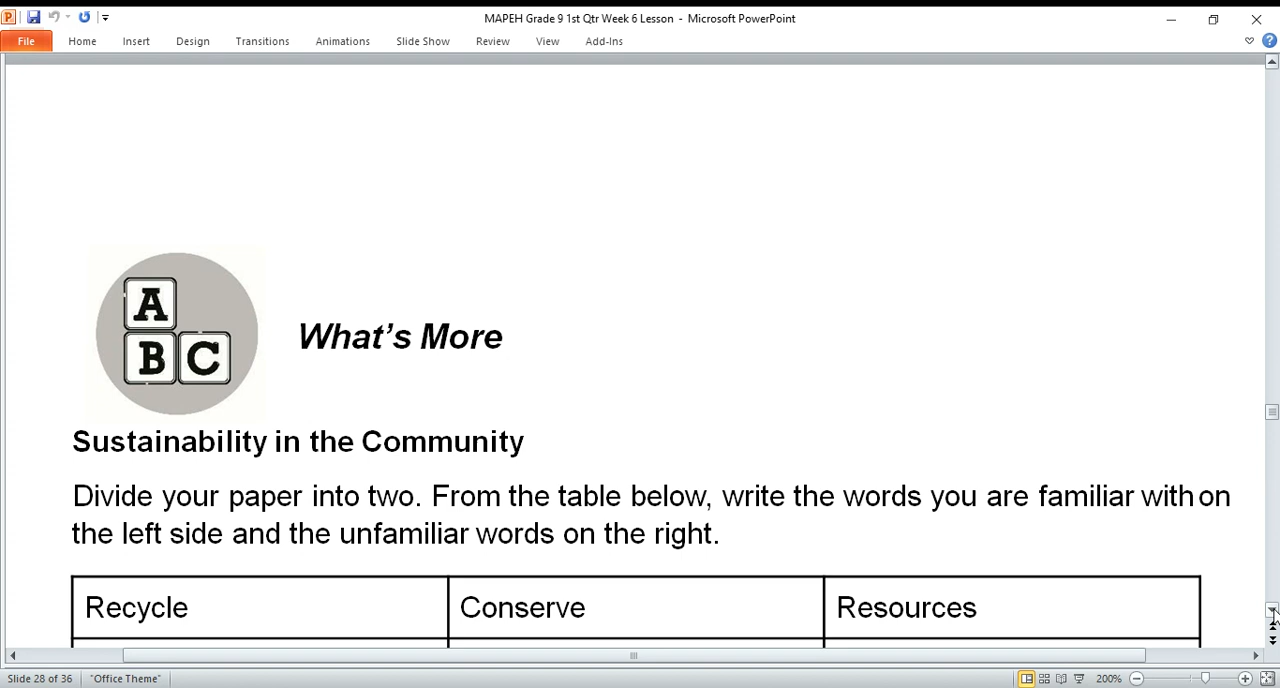 MAPEH Grade 9 1st Qtr Week 6 Lesson - Microsoft PowerPoint
File Home Insert Design Transitions Animations Slide Show Review View Add-Ins
A
B C
What's More
Sustainability in the Community
Divide your paper into two. From the table below, write the words you are familiar with on
the left side and the unfamiliar words on the right.
Recycle Conserve Resources
Slide 28 of 36 "Office Theme" 200%